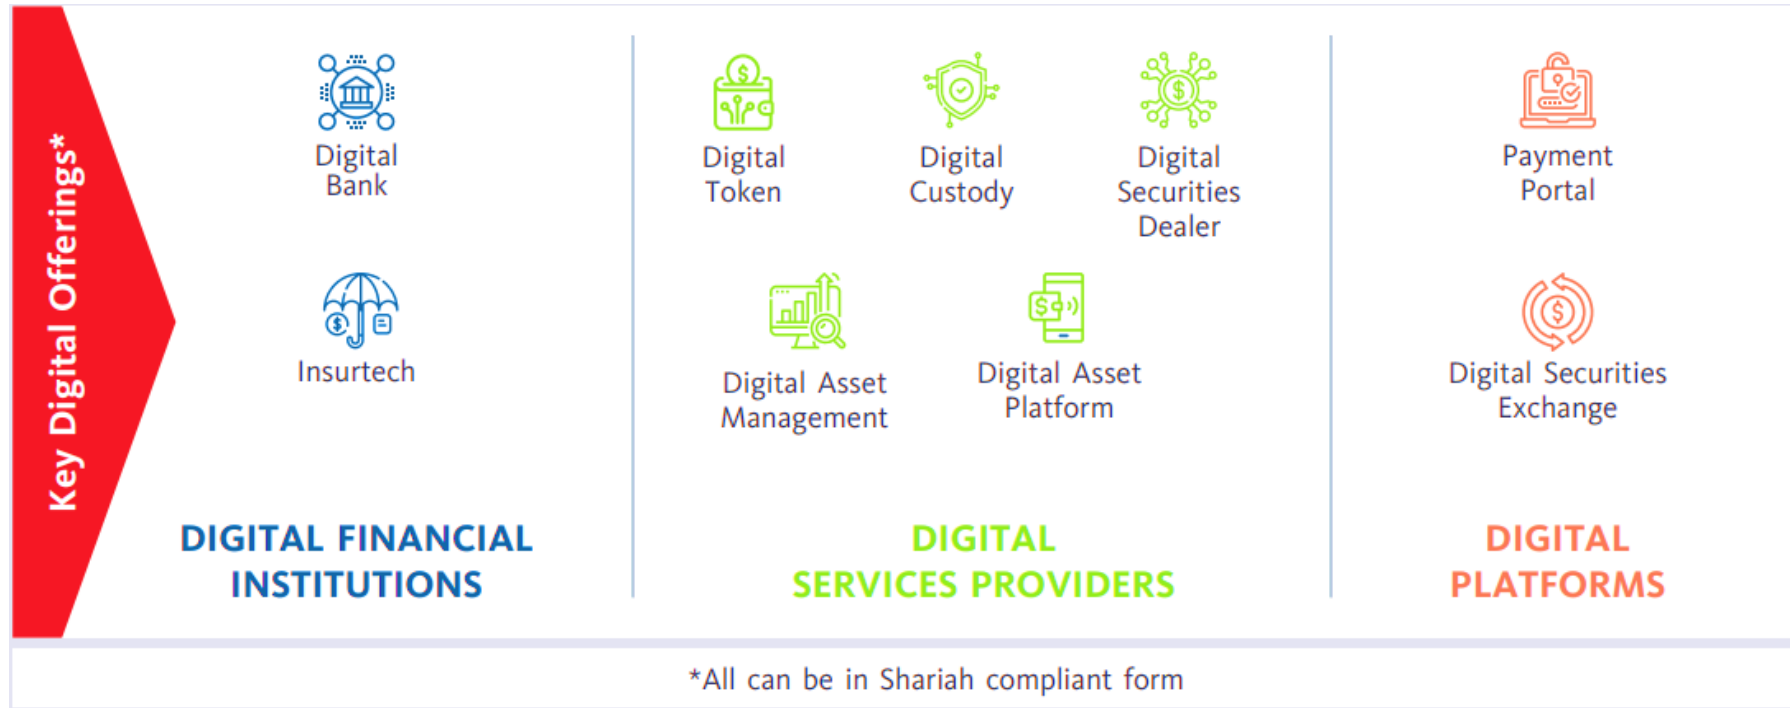 Key Digital Offerings*
Digital
Bank
Insurtech
DIGITAL FINANCIAL
INSTITUTIONS
Digital
Token
Digital
Custody
Digital
Securities
Dealer
Digital Asset
Management
Digital Asset
Platform
DIGITAL
SERVICES PROVIDERS
Payment
Portal
Digital Securities
Exchange
DIGITAL
PLATFORMS
*All can be in Shariah compliant form